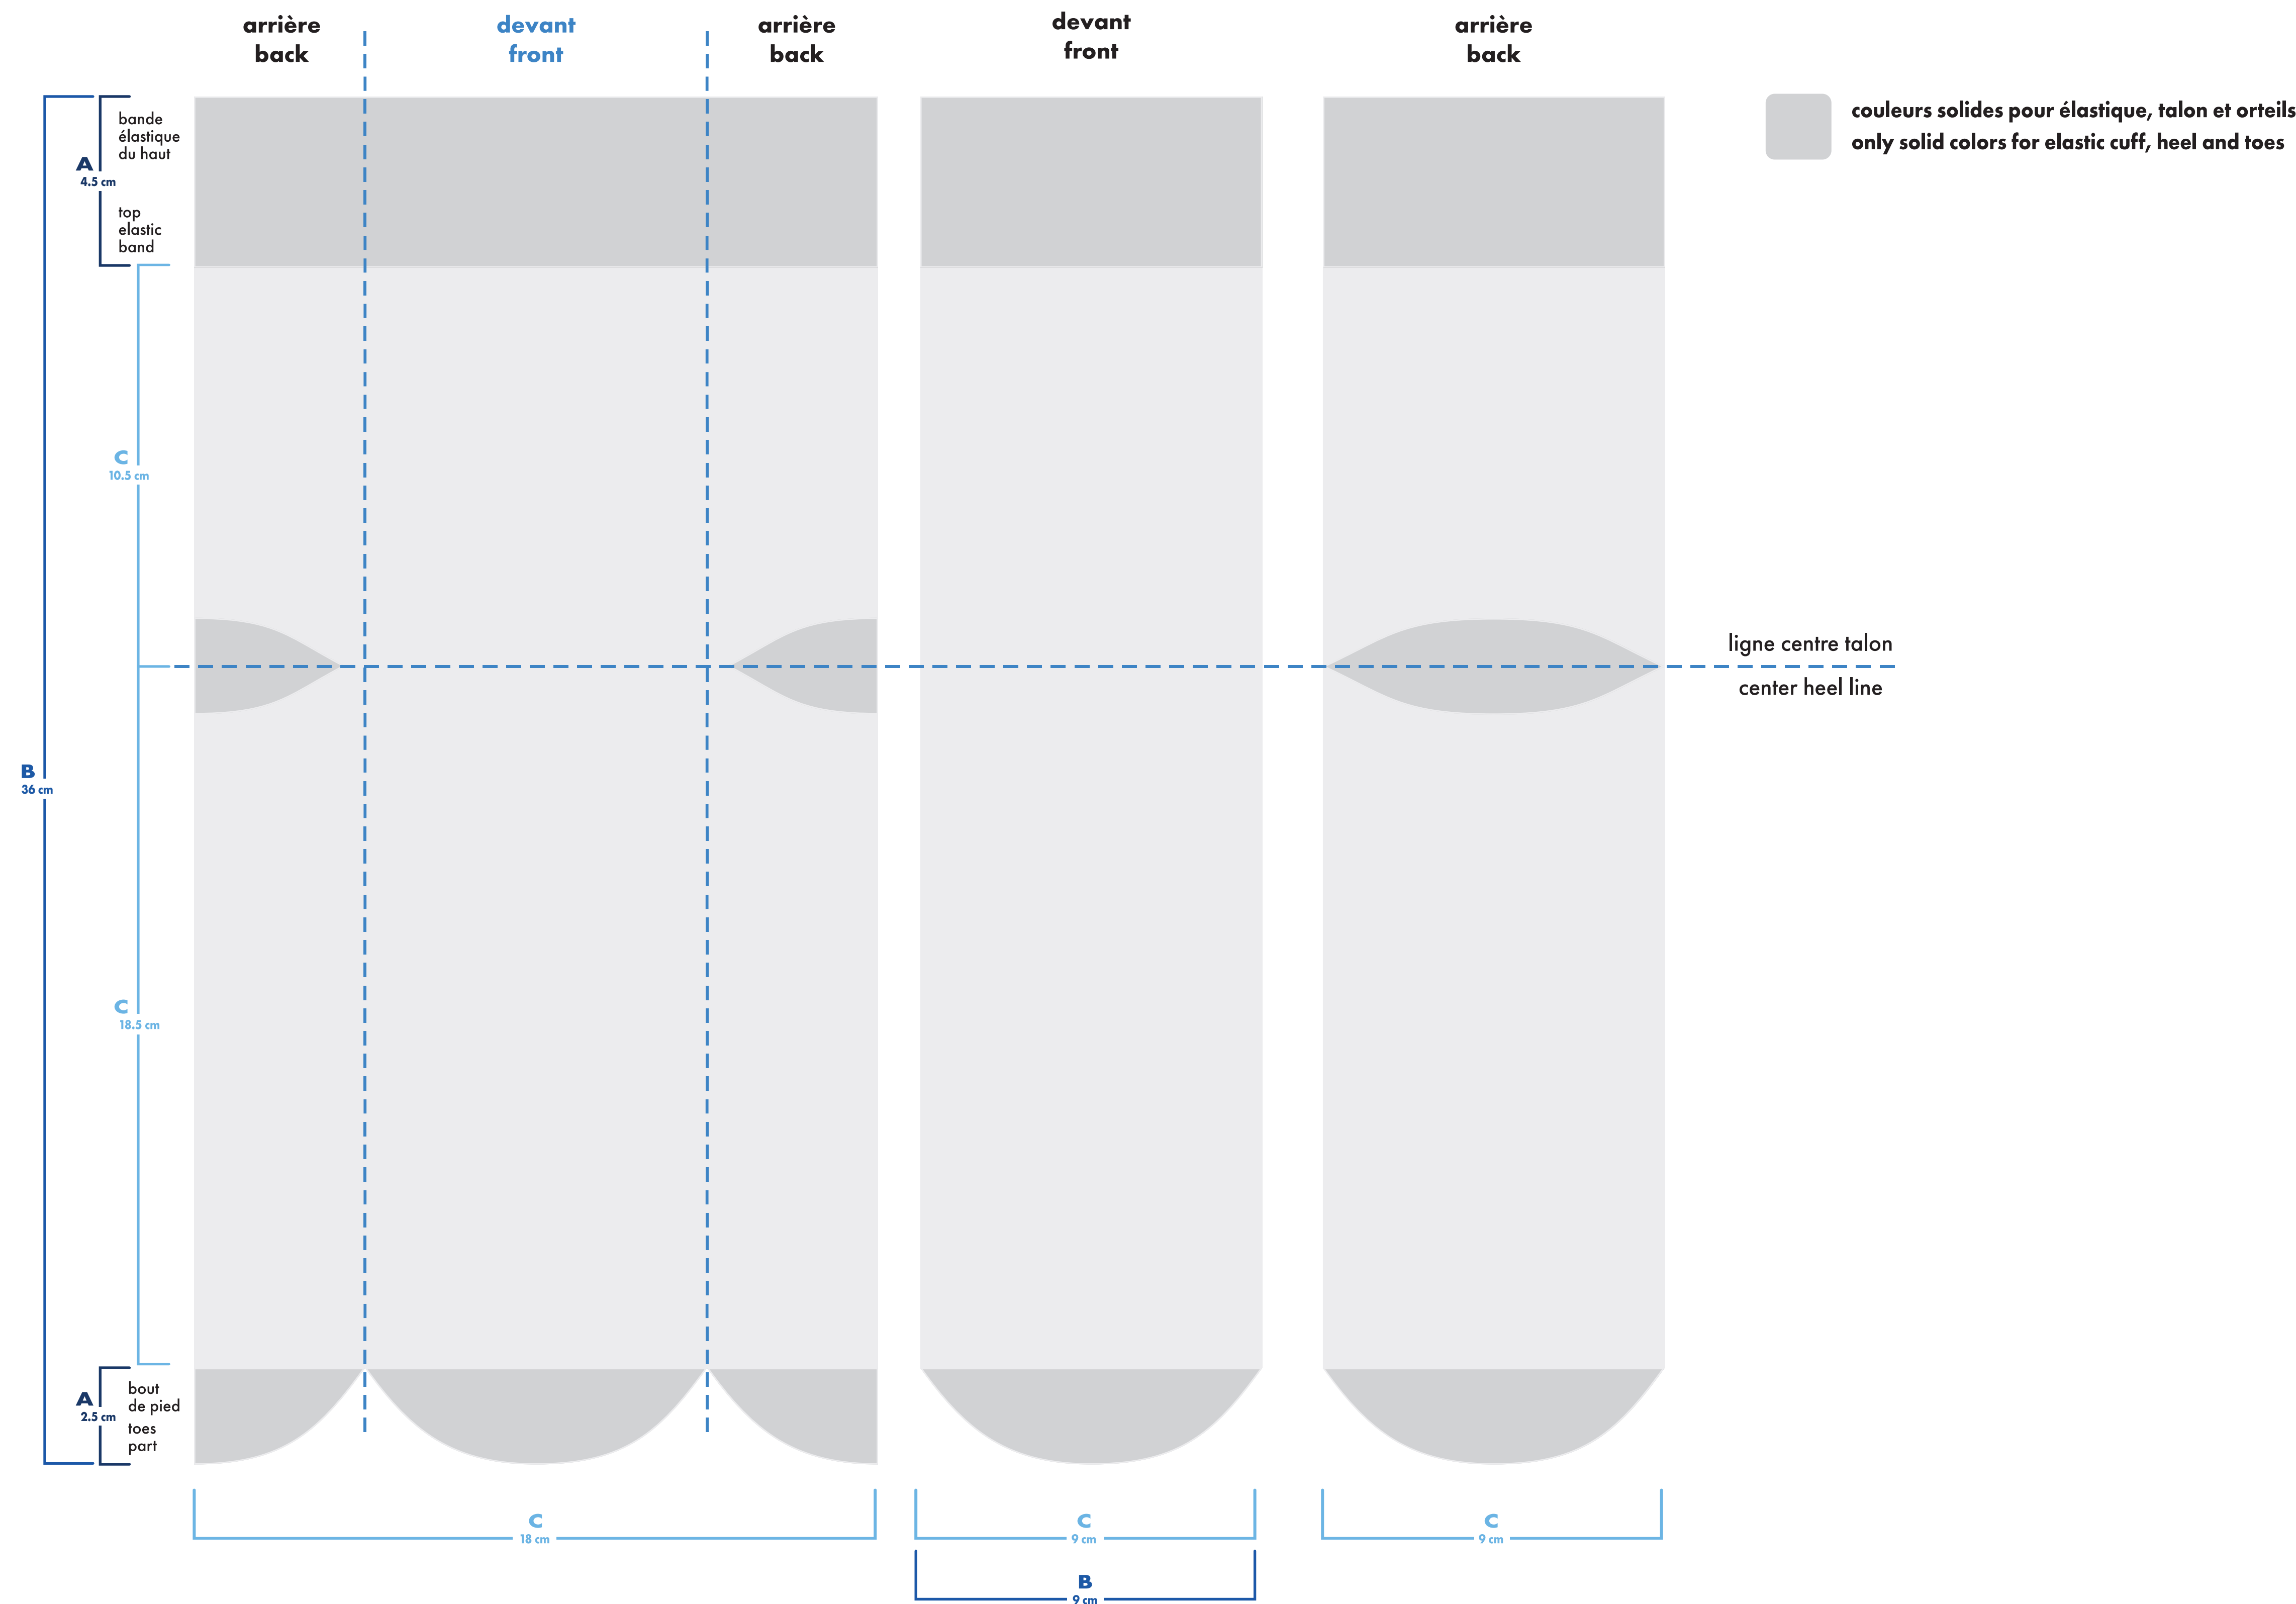 arrière
back
devant
front
arrière
back
devant
front
arrière
back
couleurs solides pour élastique, talon et orteils
only solid colors for elastic cuff, heel and toes
bande
élastique
du haut
A
4.5 cm
top
elastic
band
C
10.5 cm
ligne centre talon
center heel line
B
36 cm
C
18.5 cm
A
2.5 cm
bout
de pied
toes
part
C
18 cm
C
9 cm
C
9 cm
B
9 cm